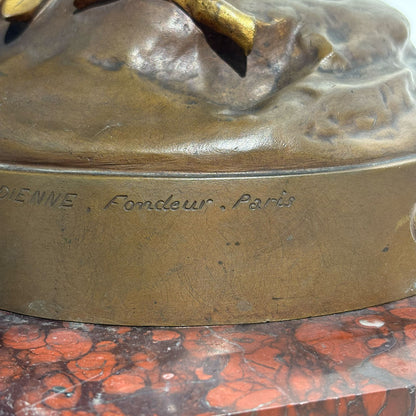 DIENNE . Fondeur . Paris